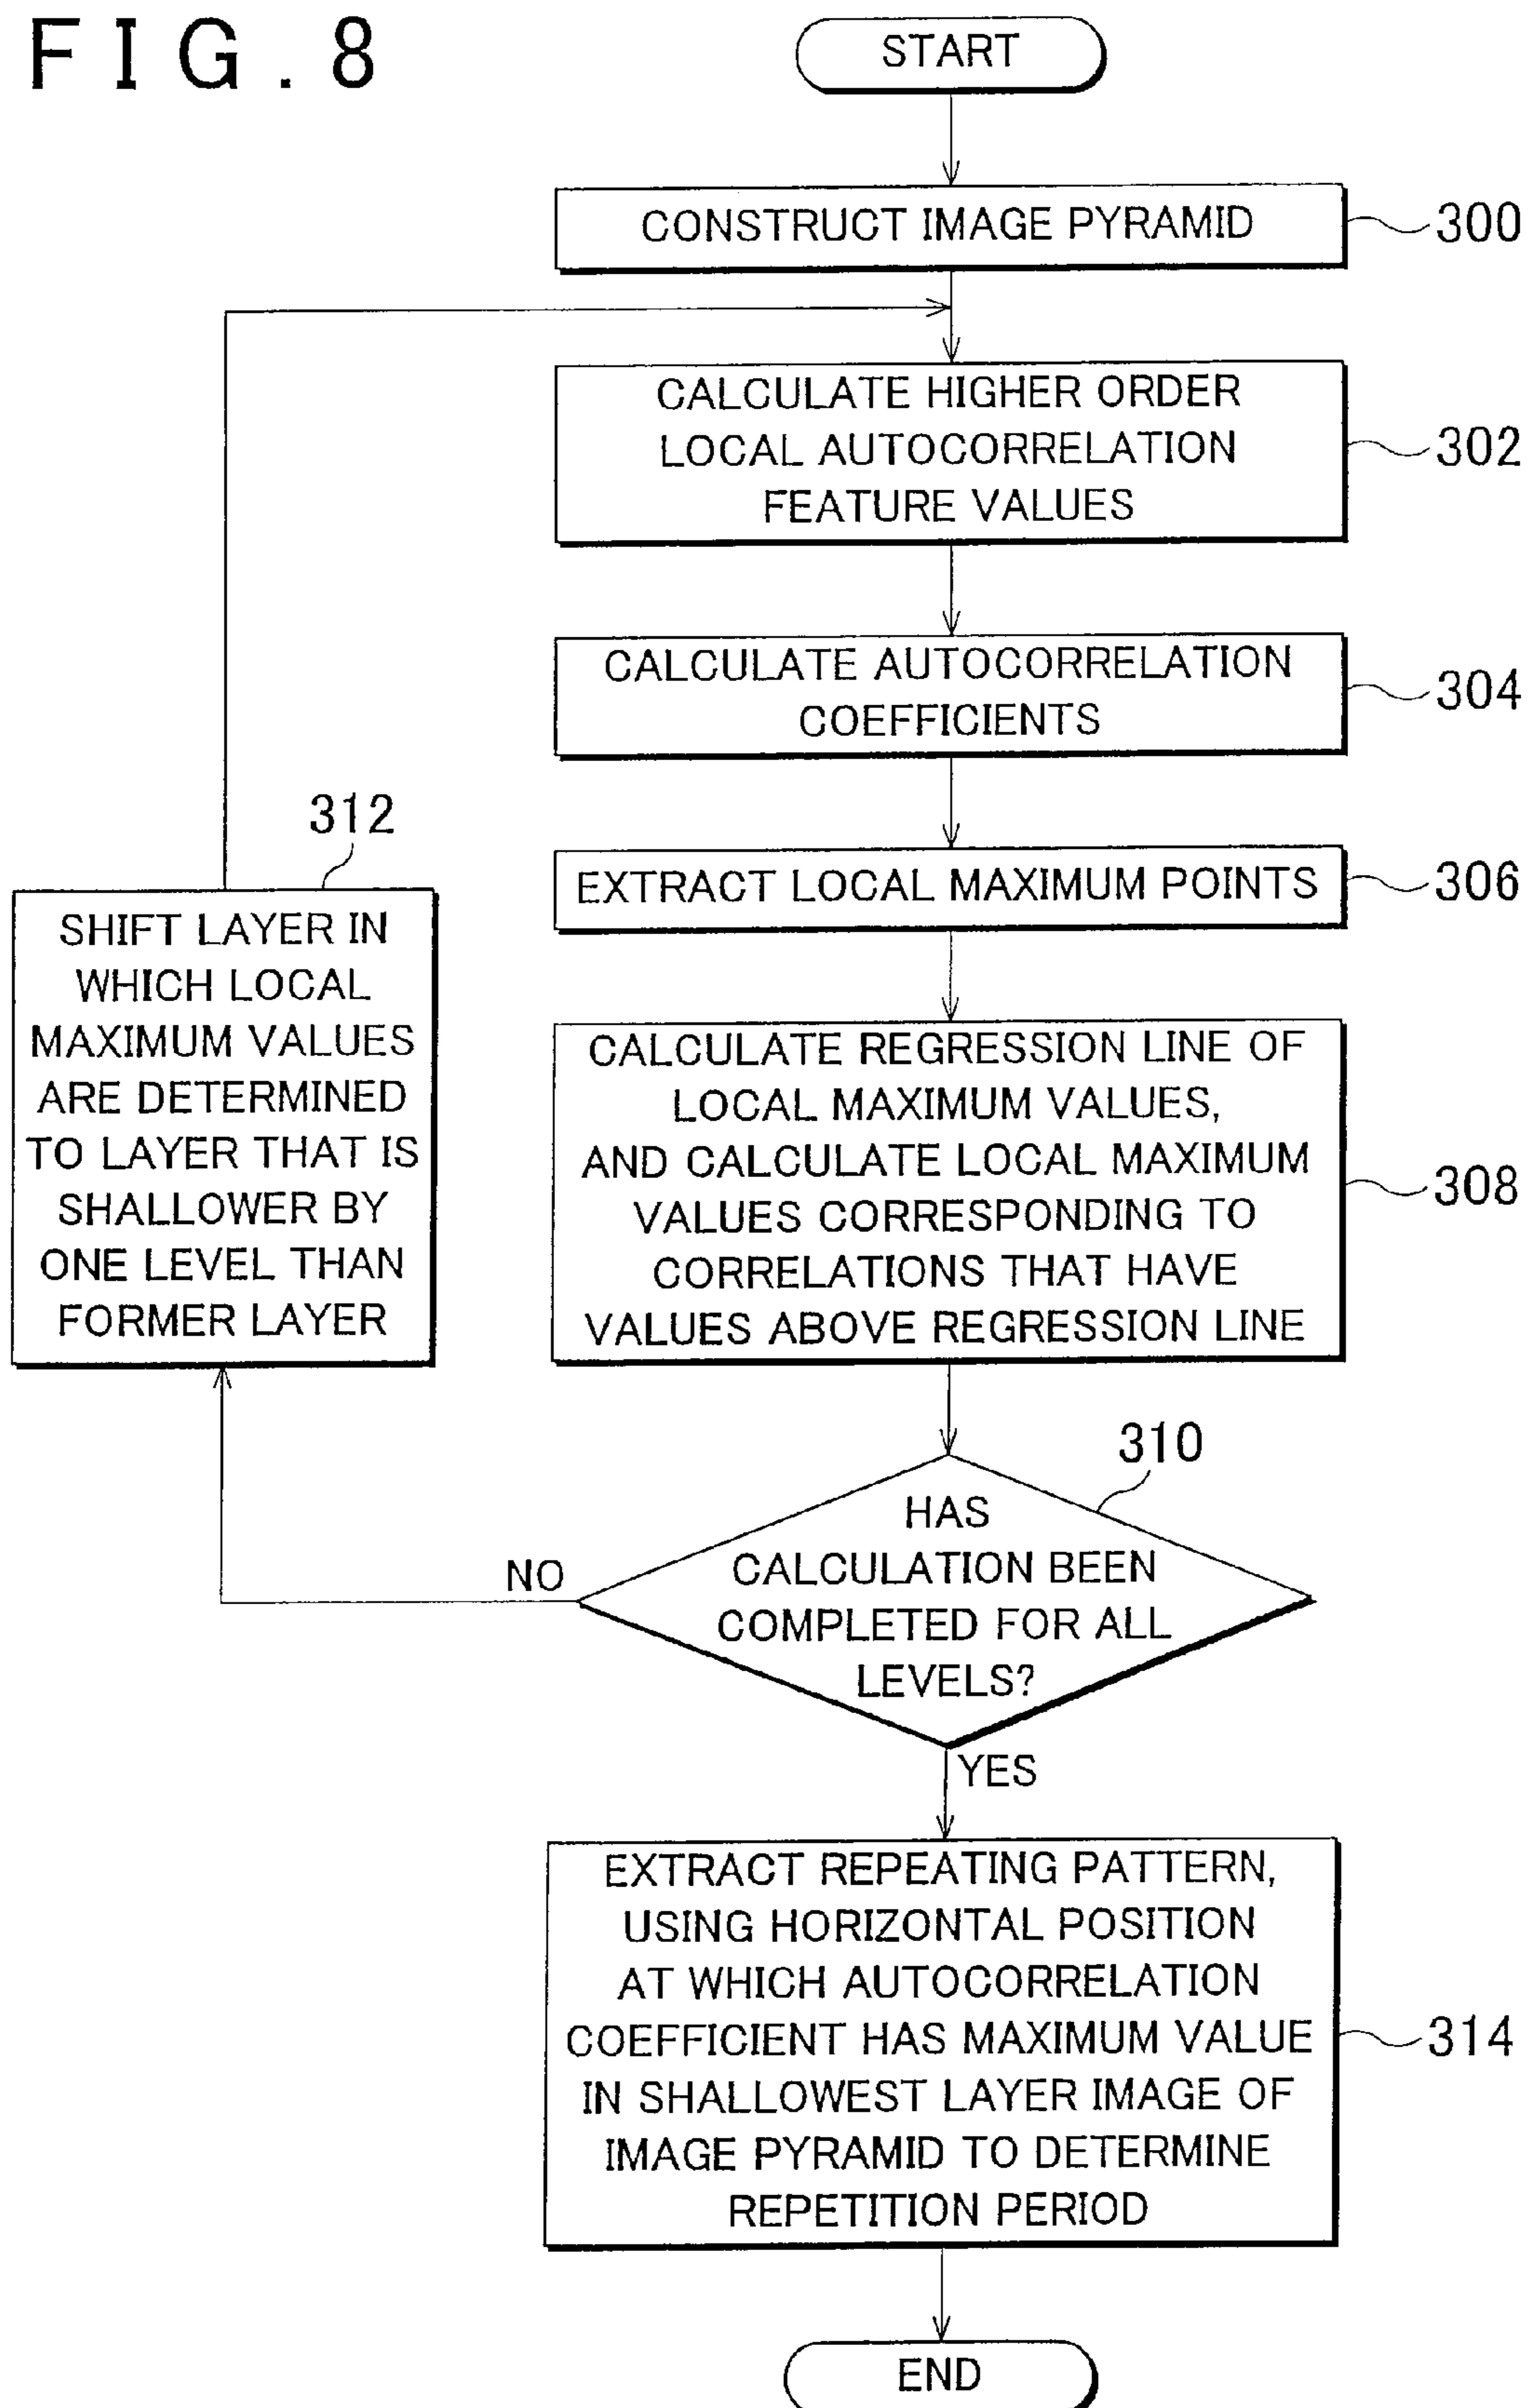 FIG.8
START
CONSTRUCT IMAGE PYRAMID
300
CALCULATE HIGHER ORDER
LOCAL AUTOCORRELATION
FEATURE VALUES
302
CALCULATE AUTOCORRELATION
COEFFICIENTS
304
EXTRACT LOCAL MAXIMUM POINTS
306
CALCULATE REGRESSION LINE OF
LOCAL MAXIMUM VALUES,
AND CALCULATE LOCAL MAXIMUM
VALUES CORRESPONDING TO
CORRELATIONS THAT HAVE
VALUES ABOVE REGRESSION LINE
308
310
HAS
CALCULATION BEEN
COMPLETED FOR ALL
LEVELS?
NO
312
SHIFT LAYER IN
WHICH LOCAL
MAXIMUM VALUES
ARE DETERMINED
TO LAYER THAT IS
SHALLOWER BY
ONE LEVEL THAN
FORMER LAYER
YES
EXTRACT REPEATING PATTERN,
USING HORIZONTAL POSITION
AT WHICH AUTOCORRELATION
COEFFICIENT HAS MAXIMUM VALUE
IN SHALLOWEST LAYER IMAGE OF
IMAGE PYRAMID TO DETERMINE
REPETITION PERIOD
314
END